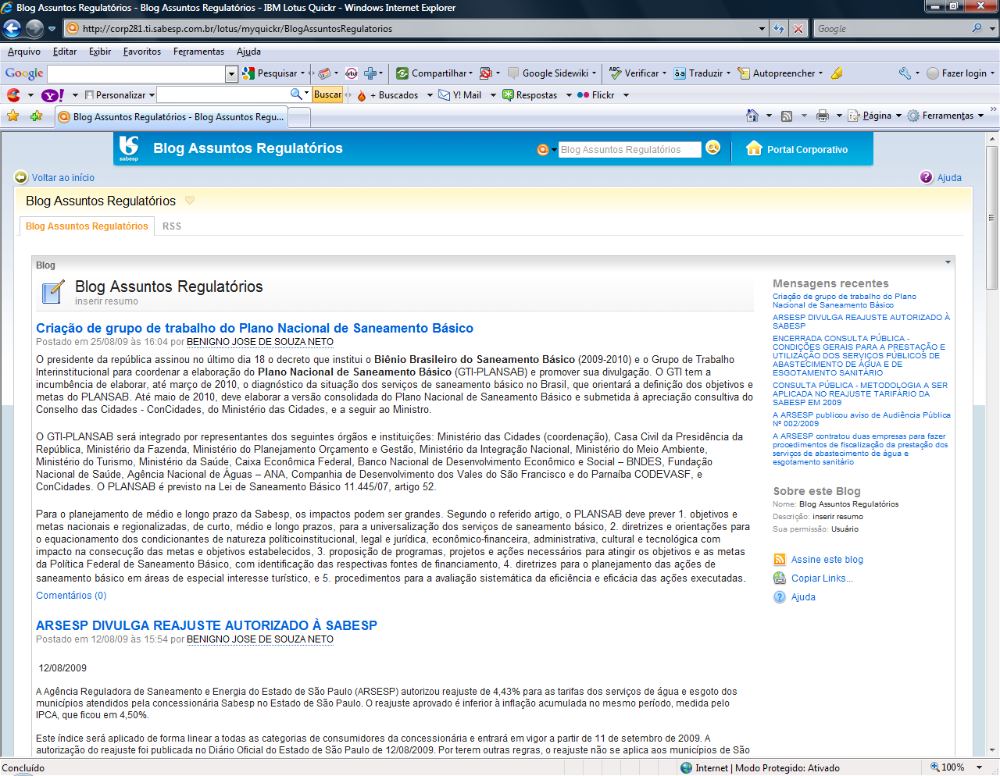 Blog Assuntos Regulatórios - Blog Assuntos Regulatórios - IBM Lotus Quickr - Windows Internet Explorer
http://corp281.ti.sabesp.com.br/lotus/myquickr/BlogAssuntosRegulatorios
Google
Arquivo Editar Exibir Favoritos Ferramentas Ajuda
Google Pesquisar Compartilhar Google Sidewiki Verificar Traduzir Autopreencher Fazer login
Y! Personalizar Buscar + Buscados Y! Mail Respostas Flickr
Blog Assuntos Regulatórios - Blog Assuntos Regu... Página Ferramentas
sabesp Blog Assuntos Regulatórios Blog Assuntos Regulatórios Portal Corporativo
Voltar ao início Ajuda
Blog Assuntos Regulatórios
Blog Assuntos Regulatórios RSS
Blog
Blog Assuntos Regulatórios
inserir resumo
Criação de grupo de trabalho do Plano Nacional de Saneamento Básico
Postado em 25/08/09 às 16:04 por BENIGNO JOSE DE SOUZA NETO
O presidente da república assinou no último dia 18 o decreto que institui o Biênio Brasileiro do Saneamento Básico (2009-2010) e o Grupo de Trabalho
Interinstitucional para coordenar a elaboração do Plano Nacional de Saneamento Básico (GTI-PLANSAB) e promover sua divulgação. O GTI tem a
incumbência de elaborar, até março de 2010, o diagnóstico da situação dos serviços de saneamento básico no Brasil, que orientará a definição dos objetivos e
metas do PLANSAB. Até maio de 2010, deve elaborar a versão consolidada do Plano Nacional de Saneamento Básico e submetida à apreciação consultiva do
Conselho das Cidades - ConCidades, do Ministério das Cidades, e a seguir ao Ministro.
O GTI-PLANSAB será integrado por representantes dos seguintes órgãos e instituições: Ministério das Cidades (coordenação), Casa Civil da Presidência da
República, Ministério da Fazenda, Ministério do Planejamento Orçamento e Gestão, Ministério da Integração Nacional, Ministério do Meio Ambiente,
Ministério do Turismo, Ministério da Saúde, Caixa Econômica Federal, Banco Nacional de Desenvolvimento Econômico e Social – BNDES, Fundação
Nacional de Saúde, Agência Nacional de Águas – ANA, Companhia de Desenvolvimento dos Vales do São Francisco e do Parnaíba CODEVASF, e
ConCidades. O PLANSAB é previsto na Lei de Saneamento Básico 11.445/07, artigo 52.
Para o planejamento de médio e longo prazo da Sabesp, os impactos podem ser grandes. Segundo o referido artigo, o PLANSAB deve prever 1. objetivos e
metas nacionais e regionalizadas, de curto, médio e longo prazos, para a universalização dos serviços de saneamento básico, 2. diretrizes e orientações para
o equacionamento dos condicionantes de natureza políticoinstitucional, legal e jurídica, econômico-financeira, administrativa, cultural e tecnológica com
impacto na consecução das metas e objetivos estabelecidos, 3. proposição de programas, projetos e ações necessários para atingir os objetivos e as metas
da Política Federal de Saneamento Básico, com identificação das respectivas fontes de financiamento, 4. diretrizes para o planejamento das ações de
saneamento básico em áreas de especial interesse turístico, e 5. procedimentos para a avaliação sistemática da eficiência e eficácia das ações executadas.
Comentários (0)
ARSESP DIVULGA REAJUSTE AUTORIZADO À SABESP
Postado em 12/08/09 às 15:54 por BENIGNO JOSE DE SOUZA NETO
12/08/2009
A Agência Reguladora de Saneamento e Energia do Estado de São Paulo (ARSESP) autorizou reajuste de 4,43% para as tarifas dos serviços de água e esgoto dos
municípios atendidos pela concessionária Sabesp no Estado de São Paulo. O reajuste aprovado é inferior à inflação acumulada no mesmo período, medida pelo
IPCA, que ficou em 4,50%.
Este índice será aplicado de forma linear a todas as categorias de consumidores da concessionária e entrará em vigor a partir de 11 de setembro de 2009. A
autorização do reajuste foi publicada no Diário Oficial do Estado de São Paulo de 12/08/2009. Por terem outras regras, o reajuste não se aplica aos municípios de São
Mensagens recentes
Criação de grupo de trabalho do Plano
Nacional de Saneamento Básico
ARSESP DIVULGA REAJUSTE AUTORIZADO À
SABESP
ENCERRADA CONSULTA PÚBLICA -
CONDIÇÕES GERAIS PARA A PRESTAÇÃO E
UTILIZAÇÃO DOS SERVIÇOS PÚBLICOS DE
ABASTECIMENTO DE ÁGUA E DE
ESGOTAMENTO SANITÁRIO
CONSULTA PÚBLICA - METODOLOGIA A SER
APLICADA NO REAJUSTE TARIFÁRIO DA
SABESP EM 2009
A ARSESP publicou aviso de Audiência Pública
Nº 002/2009
A ARSESP contratou duas empresas para fazer
procedimentos de fiscalização da prestação dos
serviços de abastecimento de água e
esgotamento sanitário
Sobre este Blog
Nome: Blog Assuntos Regulatórios
Descrição: inserir resumo
Sua permissão: Usuário
Assine este blog
Copiar Links...
Ajuda
Concluído Internet | Modo Protegido: Ativado 100%